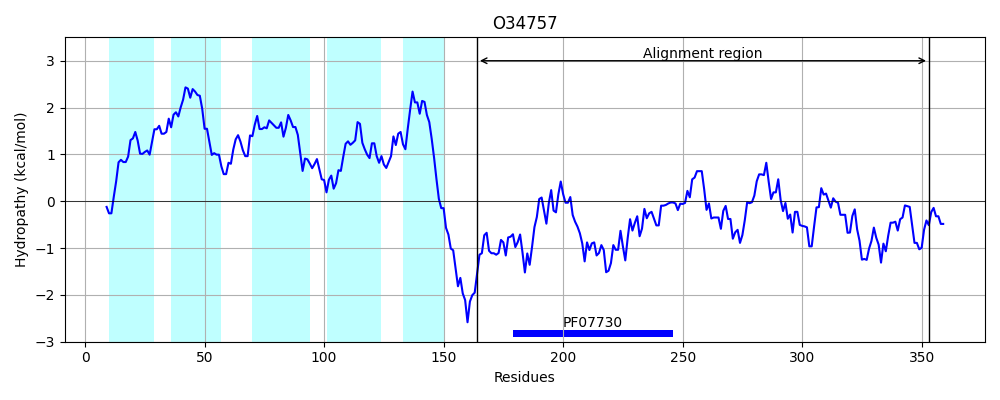 O34757
Hydropathy (kcal/mol)
3
2
1
0
−1
−2
−3
Alignment region
PF07730
0 50 100 150 200 250 300 350
Residues